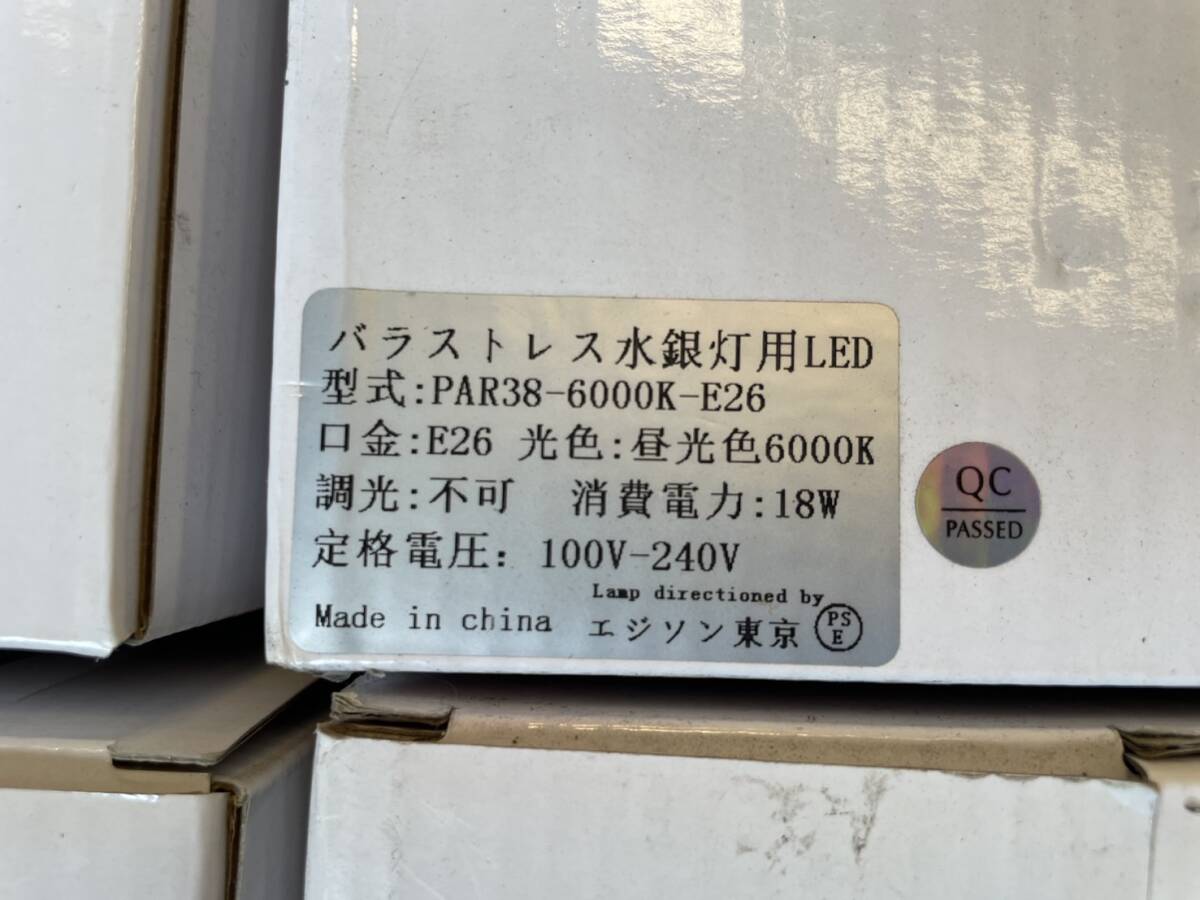 バラストレス水銀灯用LED
型式:PAR38-6000K-E26
口金:E26 光色:昼光色6000K
調光:不可 消費電力:18W
定格電圧: 100V-240V
Lamp directioned by
Made in china エジソン東京 PSE
QC
PASSED